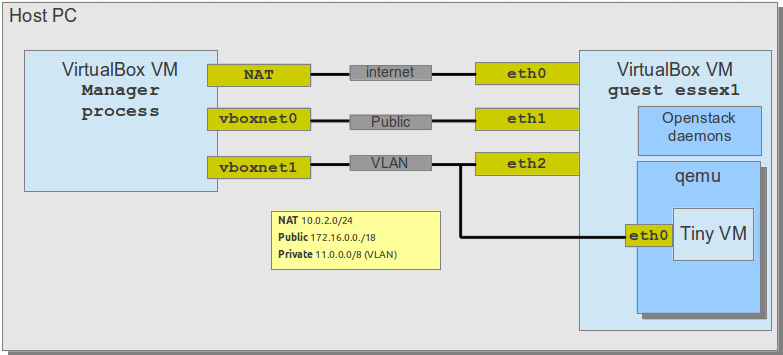 Host PC
VirtualBox VM
Manager
process
NAT
internet
eth0
vboxnet0
Public
eth1
vboxnet1
VLAN
eth2
VirtualBox VM
guest essex1
Openstack
daemons
qemu
eth0
Tiny VM
NAT 10.0.2.0/24
Public 172.16.0.0./18
Private 11.0.0.0/8 (VLAN)